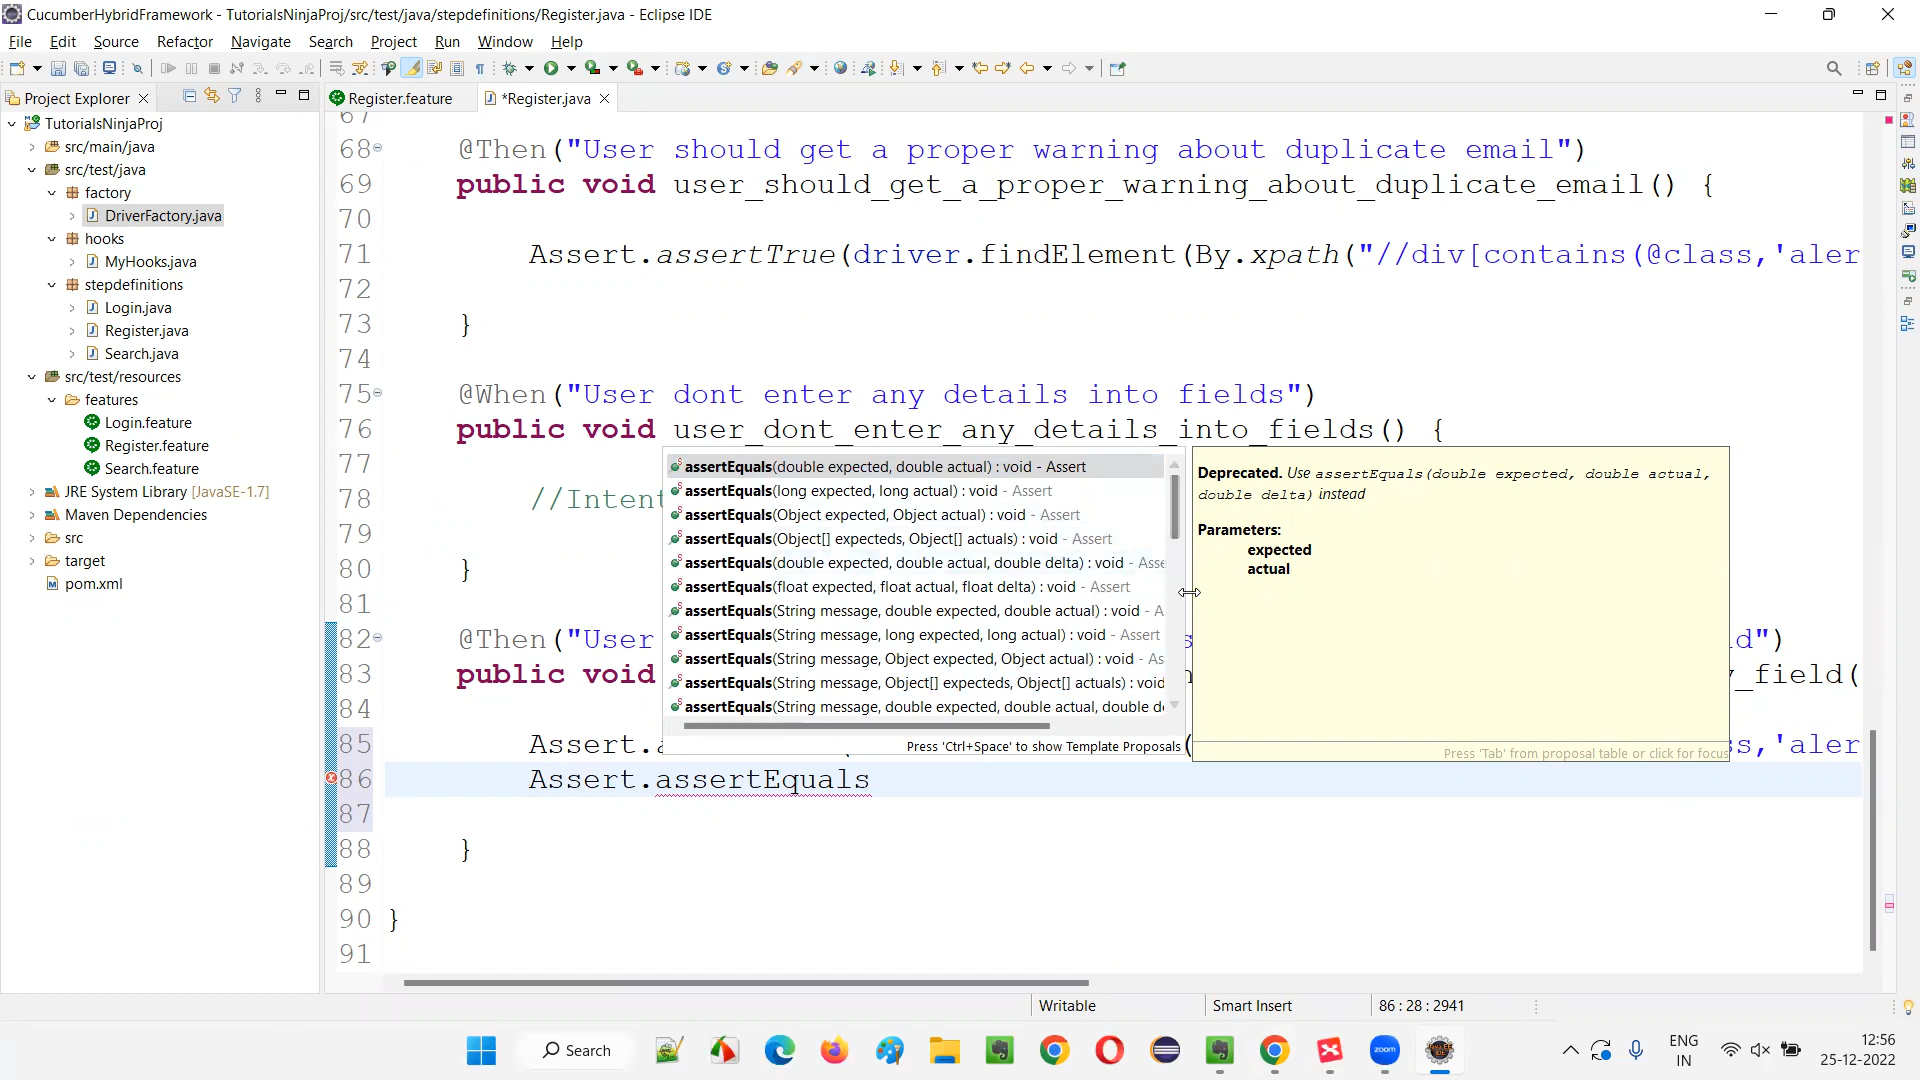 CucumberHybridFramework - TutorialsNinjaProj/src/test/java/stepdefinitions/Register.java - Eclipse IDE
File Edit Source Refactor Navigate Search Project Run Window Help
Project Explorer
Register.feature
*Register.java
TutorialsNinjaProj
src/main/java
src/test/java
factory
DriverFactory.java
hooks
MyHooks.java
stepdefinitions
Login.java
Register.java
Search.java
src/test/resources
features
Login.feature
Register.feature
Search.feature
JRE System Library [JavaSE-1.7]
Maven Dependencies
src
target
pom.xml
67
68 @Then("User should get a proper warning about duplicate email")
69 public void user_should_get_a_proper_warning_about_duplicate_email() {
70
71 Assert.assertTrue(driver.findElement(By.xpath("//div[contains(@class,'aler
72
73 }
74
75 @When("User dont enter any details into fields")
76 public void user_dont_enter_any_details_into_fields() {
77
78 //Intent
79
80 }
81
82 @Then("User
83 public void
_field(
84
85 Assert.
s,'aler
86 Assert.assertEquals
87
88 }
89
90 }
91
assertEquals(double expected, double actual) : void - Assert
assertEquals(long expected, long actual) : void - Assert
assertEquals(Object expected, Object actual) : void - Assert
assertEquals(Object[] expecteds, Object[] actuals) : void - Assert
assertEquals(double expected, double actual, double delta) : void - Asse
assertEquals(float expected, float actual, float delta) : void - Assert
assertEquals(String message, double expected, double actual) : void - A
assertEquals(String message, long expected, long actual) : void - Assert
assertEquals(String message, Object expected, Object actual) : void - As
assertEquals(String message, Object[] expecteds, Object[] actuals) : void
assertEquals(String message, double expected, double actual, double de
Press 'Ctrl+Space' to show Template Proposals
Deprecated. Use assertEquals(double expected, double actual,
double delta) instead
Parameters:
expected
actual
Press 'Tab' from proposal table or click for focus
Writable
Smart Insert
86 : 28 : 2941
Search
zoom
ENG
IN
12:56
25-12-2022